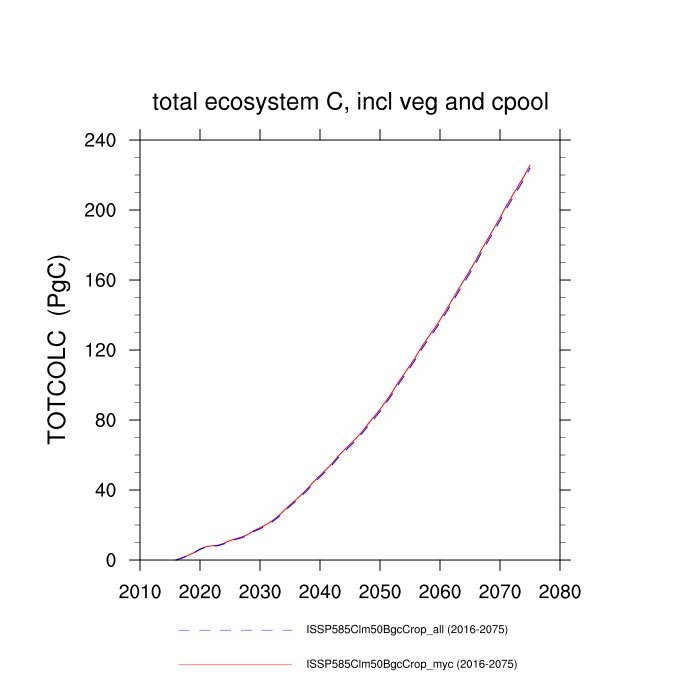 total ecosystem C, incl veg and cpool
TOTCOLC (PgC)
240
200
160
120
80
40
0
2010 2020 2030 2040 2050 2060 2070 2080
ISSP585Clm50BgcCrop_all (2016-2075)
ISSP585Clm50BgcCrop_myc (2016-2075)